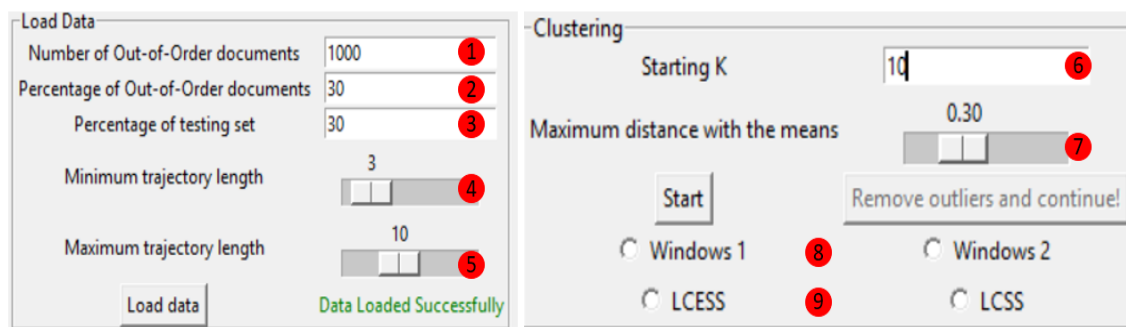 Load Data
Number of Out-of-Order documents 1000 1
Percentage of Out-of-Order documents 30 2
Percentage of testing set 30 3
3
Minimum trajectory length 4
10
Maximum trajectory length 5
Load data Data Loaded Successfully
Clustering
Starting K 10 6
0.30
Maximum distance with the means 7
Start Remove outliers and continue!
Windows 1 8 Windows 2
LCESS 9 LCSS